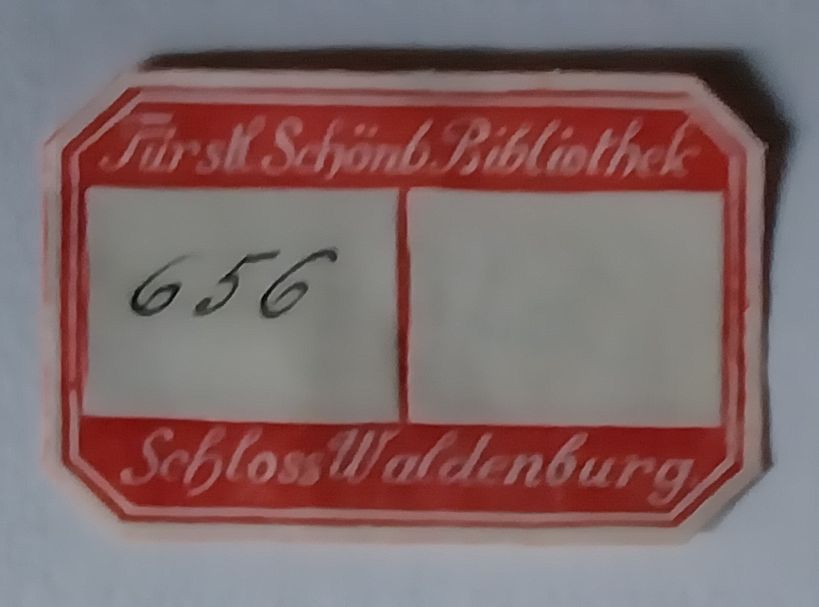 Fürstl. Schönb Bibliothek
656
Schloss Waldenburg.